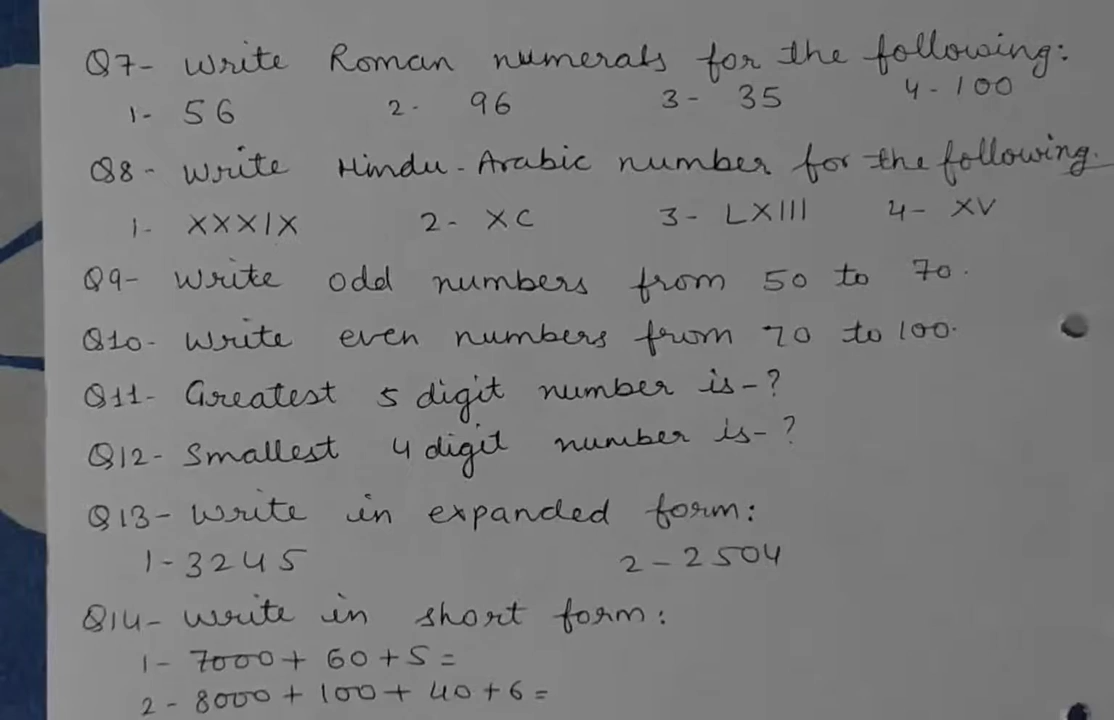 Q7- Write Roman numerals for the following:
1- 56 2- 96 3- 35 4-100
Q8- Write Hindu-Arabic number for the following.
1- XXXIX 2- XC 3- LXIII 4- XV
Q9- Write odd numbers from 50 to 70.
Q10- Write even numbers from 70 to 100.
Q11- Greatest 5 digit number is-?
Q12- Smallest 4 digit number is-?
Q13- Write in expanded form:
1-3245 2-2504
Q14- Write in short form:
1- 7000+ 60+5=
2- 8000+100+40+6=